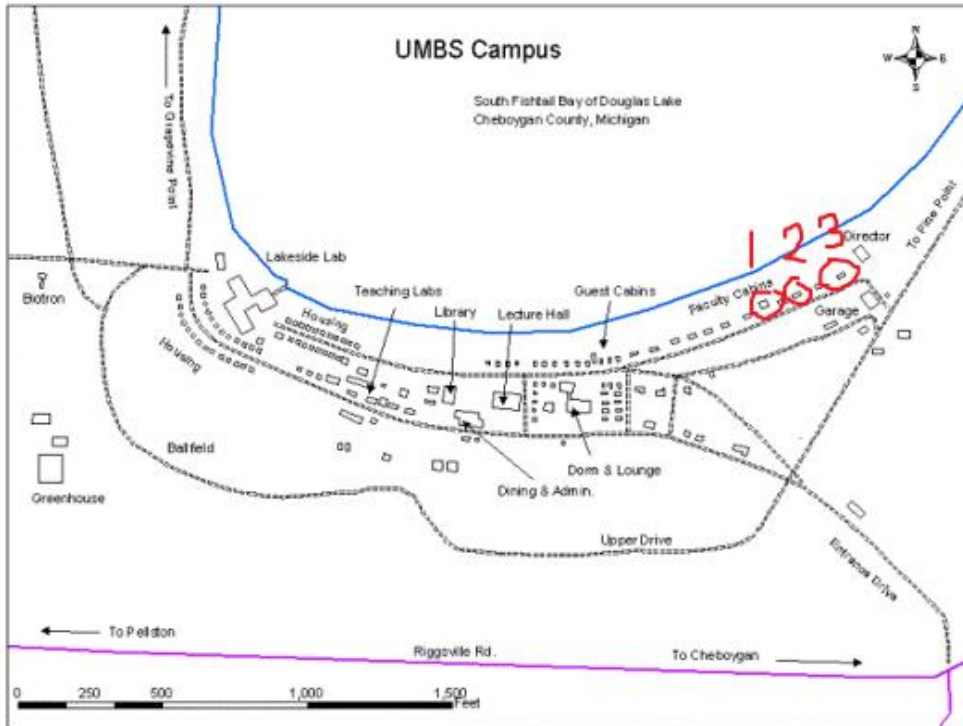 UMBS Campus
N
W E
S
South Fishtail Bay of Douglas Lake
Cheboygan County, Michigan
To Grapevine Point
To Pine Point
1 2 3
Director
Lakeside Lab
Biotron
Teaching Labs
Guest Cabins
Faculty Cabins
Library
Lecture Hall
Housing
Garage
Housing
Ballfield
Dorm & Lounge
Dining & Admin.
Greenhouse
Upper Drive
Entrance Drive
To Pellston
Riggsville Rd.
To Cheboygan
0 250 500 1,000 1,500
Feet